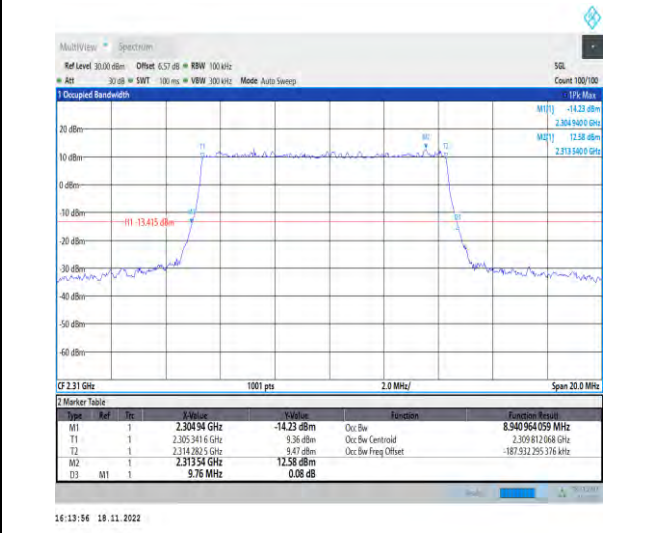 MultiView Spectrum
Ref Level 30.00 dBm Offset 6.57 dB RBW 100 kHz SGL
Att 30 dB SWT 100 ms VBW 300 kHz Mode Auto Sweep Count 100/100
1 Occupied Bandwidth 1Pk Max
M1[1] -14.23 dBm
2.304 940 0 GHz
M2[1] 12.58 dBm
2.313 540 0 GHz
20 dBm
M2
T1 T2
10 dBm
0 dBm
-10 dBm
H1 -13.415 dBm
-20 dBm
-30 dBm
-40 dBm
-50 dBm
-60 dBm
CF 2.31 GHz 1001 pts 2.0 MHz/ Span 20.0 MHz
2 Marker Table
Type Ref Trc X-Value Y-Value Function Function Result
M1 1 2.304 94 GHz -14.23 dBm Occ Bw 8.940 964 059 MHz
T1 1 2.305 341 6 GHz 9.36 dBm Occ Bw Centroid 2.309 812 068 GHz
T2 1 2.314 282 5 GHz 9.47 dBm Occ Bw Freq Offset -187.932 295 376 kHz
M2 1 2.313 54 GHz 12.58 dBm
D3 M1 1 9.76 MHz 0.08 dB
16:13:56 18.11.2022